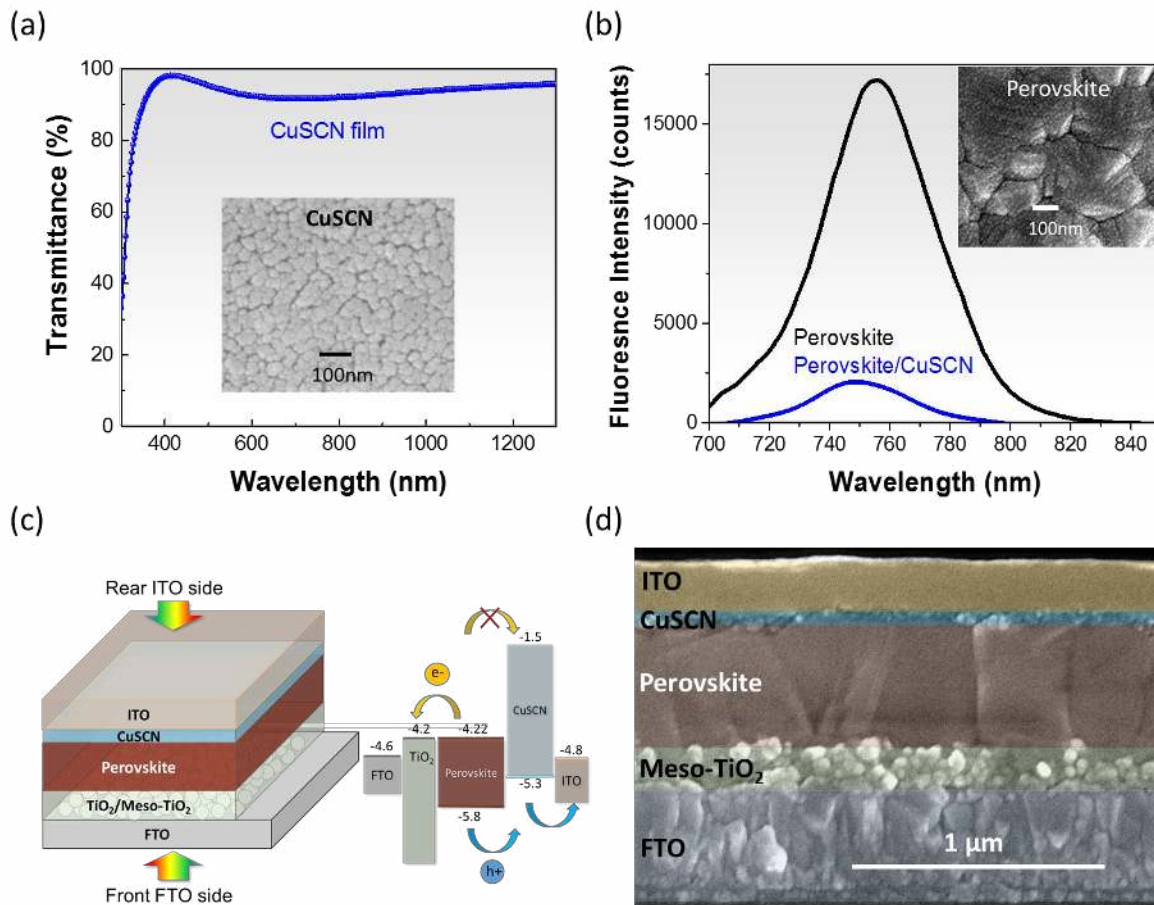 (a)
100
80
60
40
20
0
Transmittance (%)
CuSCN film
CuSCN
100nm
400 600 800 1000 1200
Wavelength (nm)
(b)
15000
10000
5000
0
Fluoresnce Intensity (counts)
Perovskite
100nm
Perovskite
Perovskite/CuSCN
700 720 740 760 780 800 820 840
Wavelength (nm)
(c)
Rear ITO side
ITO
CuSCN
Perovskite
TiO2/Meso-TiO2
FTO
Front FTO side
-1.5
e-
CuSCN
-4.2 -4.22
-4.6
-4.8
FTO
TiO2
Perovskite
ITO
-5.3
-5.8
h+
(d)
ITO
CuSCN
Perovskite
Meso-TiO2
FTO
1 µm